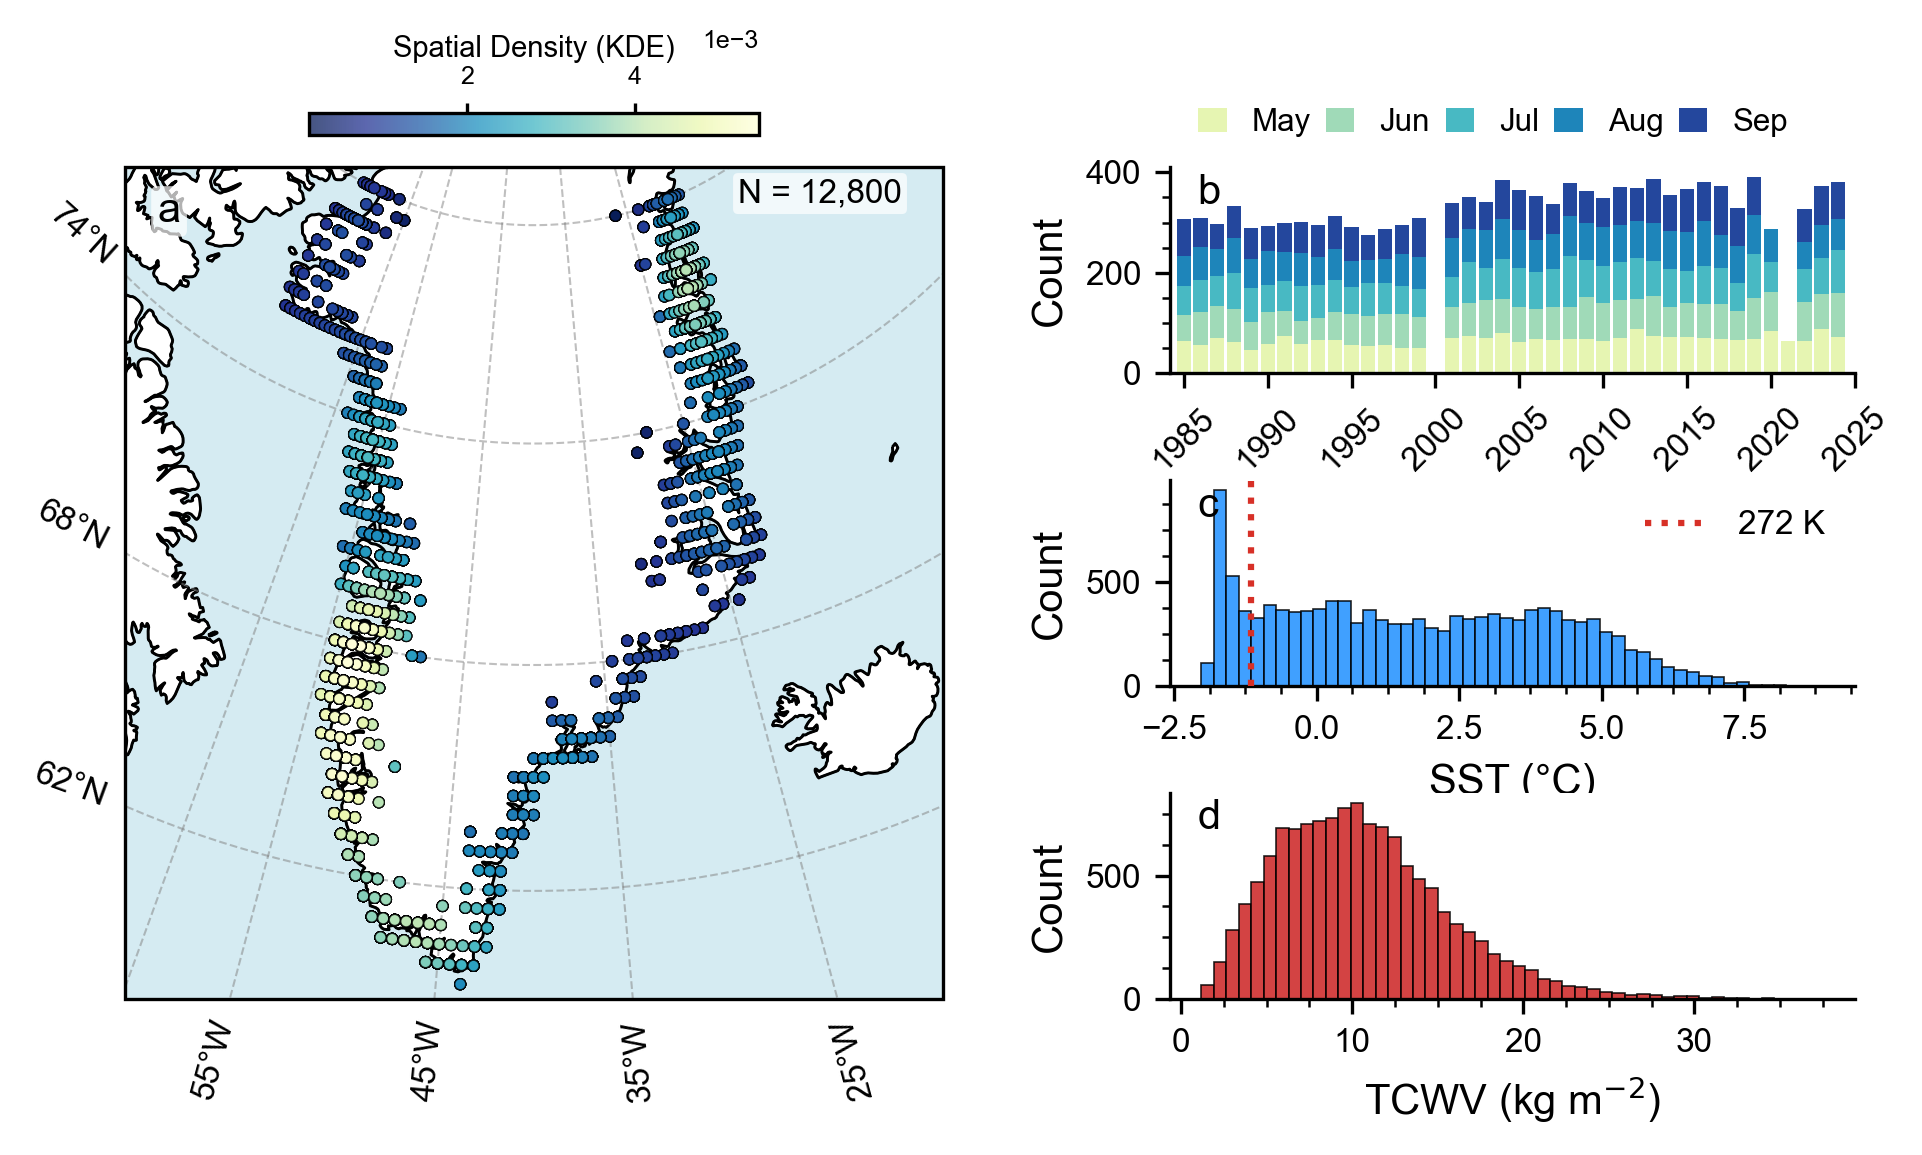 Spatial Density (KDE)
1e−3
2 4
a
N = 12,800
74°N
68°N
62°N
55°W 45°W 35°W 25°W
May Jun Jul Aug Sep
b
Count
400
200
0
1985 1990 1995 2000 2005 2010 2015 2020 2025
c
272 K
Count
500
0
−2.5 0.0 2.5 5.0 7.5
SST (°C)
d
Count
500
0
0 10 20 30
TCWV (kg m⁻²)